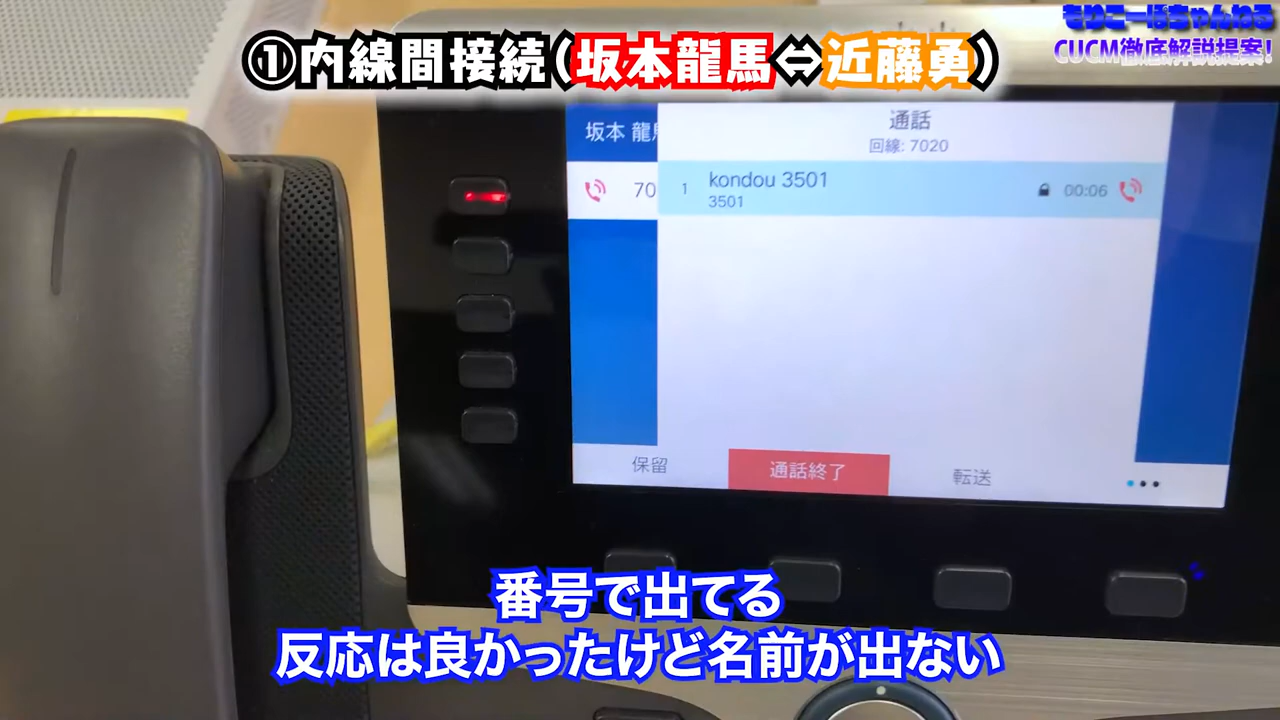 もりこーぽちゃんねる
CUCM徹底解説提案!
①内線間接続(坂本龍馬⇔近藤勇)
坂本 龍
通話
回線: 7020
70
1 kondou 3501 00:06
3501
保留 通話終了 転送
番号で出てる
反応は良かったけど名前が出ない